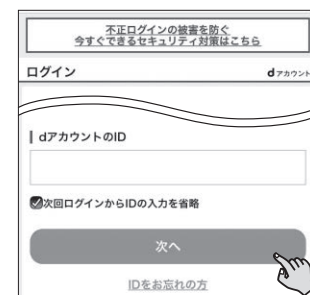 不正ログインの被害を防ぐ
今すぐできるセキュリティ対策はこちら
ログイン
dアカウント
dアカウントのID
次回ログインからIDの入力を省略
次へ
IDをお忘れの方